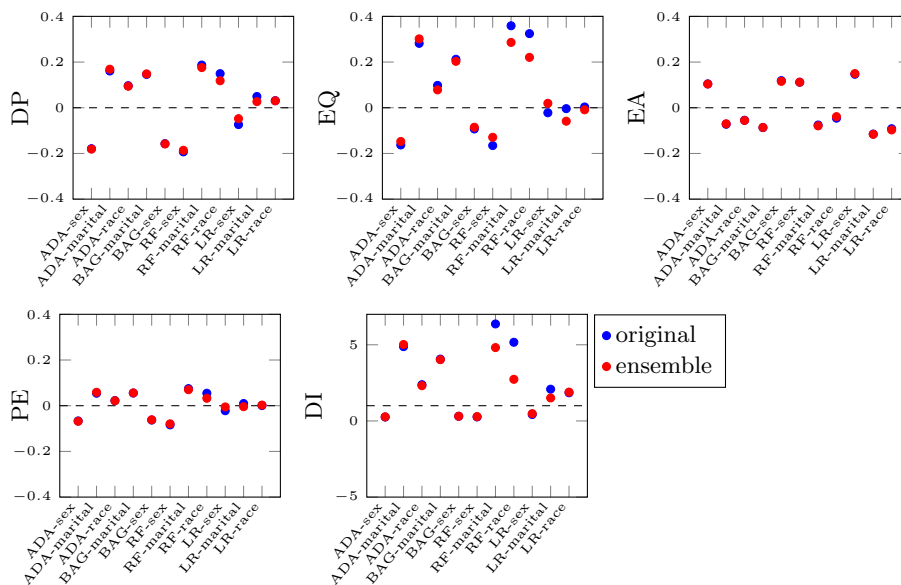 0.4
0.2
0
−0.2
−0.4
DP
ADA-sex
ADA-marital
ADA-race
BAG-marital
BAG-sex
RF-sex
RF-marital
RF-race
LR-sex
LR-marital
LR-race
0.4
0.2
0
−0.2
−0.4
EQ
ADA-sex
ADA-marital
ADA-race
BAG-marital
BAG-sex
RF-sex
RF-marital
RF-race
LR-sex
LR-marital
LR-race
0.4
0.2
0
−0.2
−0.4
EA
ADA-sex
ADA-marital
ADA-race
BAG-marital
BAG-sex
RF-sex
RF-marital
RF-race
LR-sex
LR-marital
LR-race
0.4
0.2
0
−0.2
−0.4
PE
ADA-sex
ADA-marital
ADA-race
BAG-marital
BAG-sex
RF-sex
RF-marital
RF-race
LR-sex
LR-marital
LR-race
5
0
−5
DI
ADA-sex
ADA-marital
ADA-race
BAG-marital
BAG-sex
RF-sex
RF-marital
RF-race
LR-sex
LR-marital
LR-race
original
ensemble